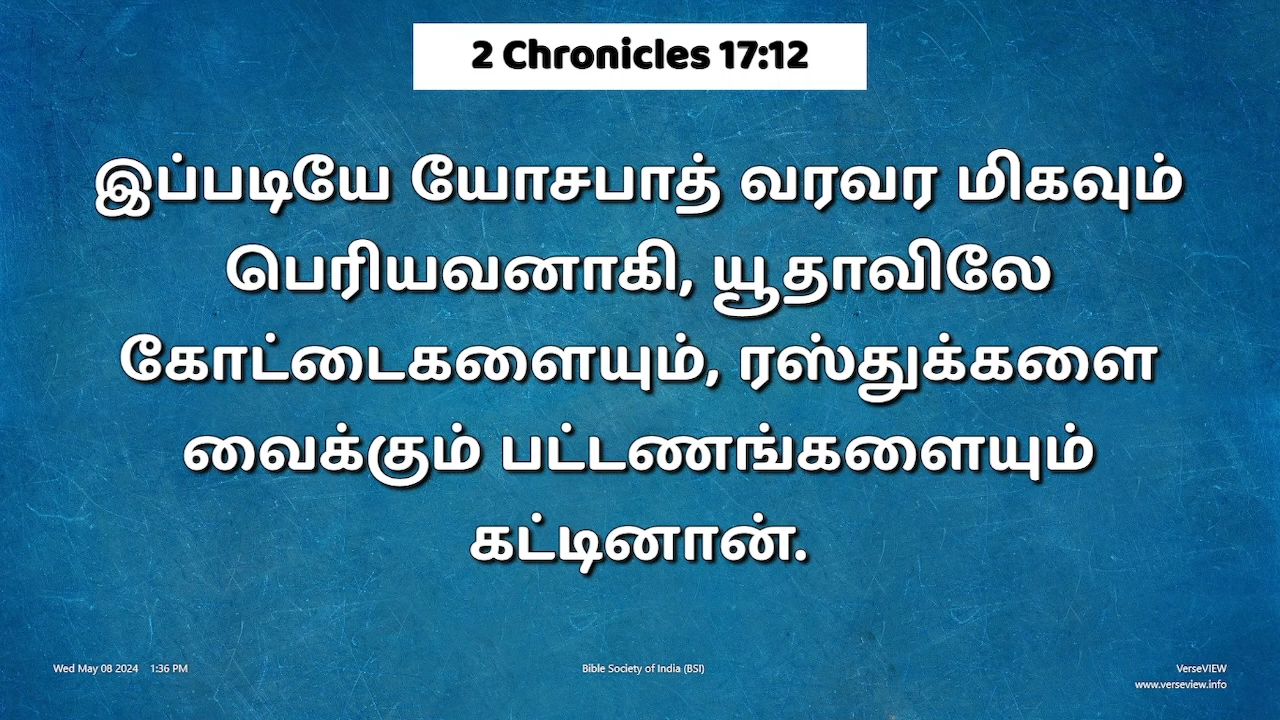 2 Chronicles 17:12
இப்படியே யோசபாத் வரவர மிகவும்
பெரியவனாகி, யூதாவிலே
கோட்டைகளையும், ரஸ்துக்களை
வைக்கும் பட்டணங்களையும்
கட்டினான்.
Wed May 08 2024 1:36 PM
Bible Society of India (BSI)
VerseVIEW
www.verseview.info